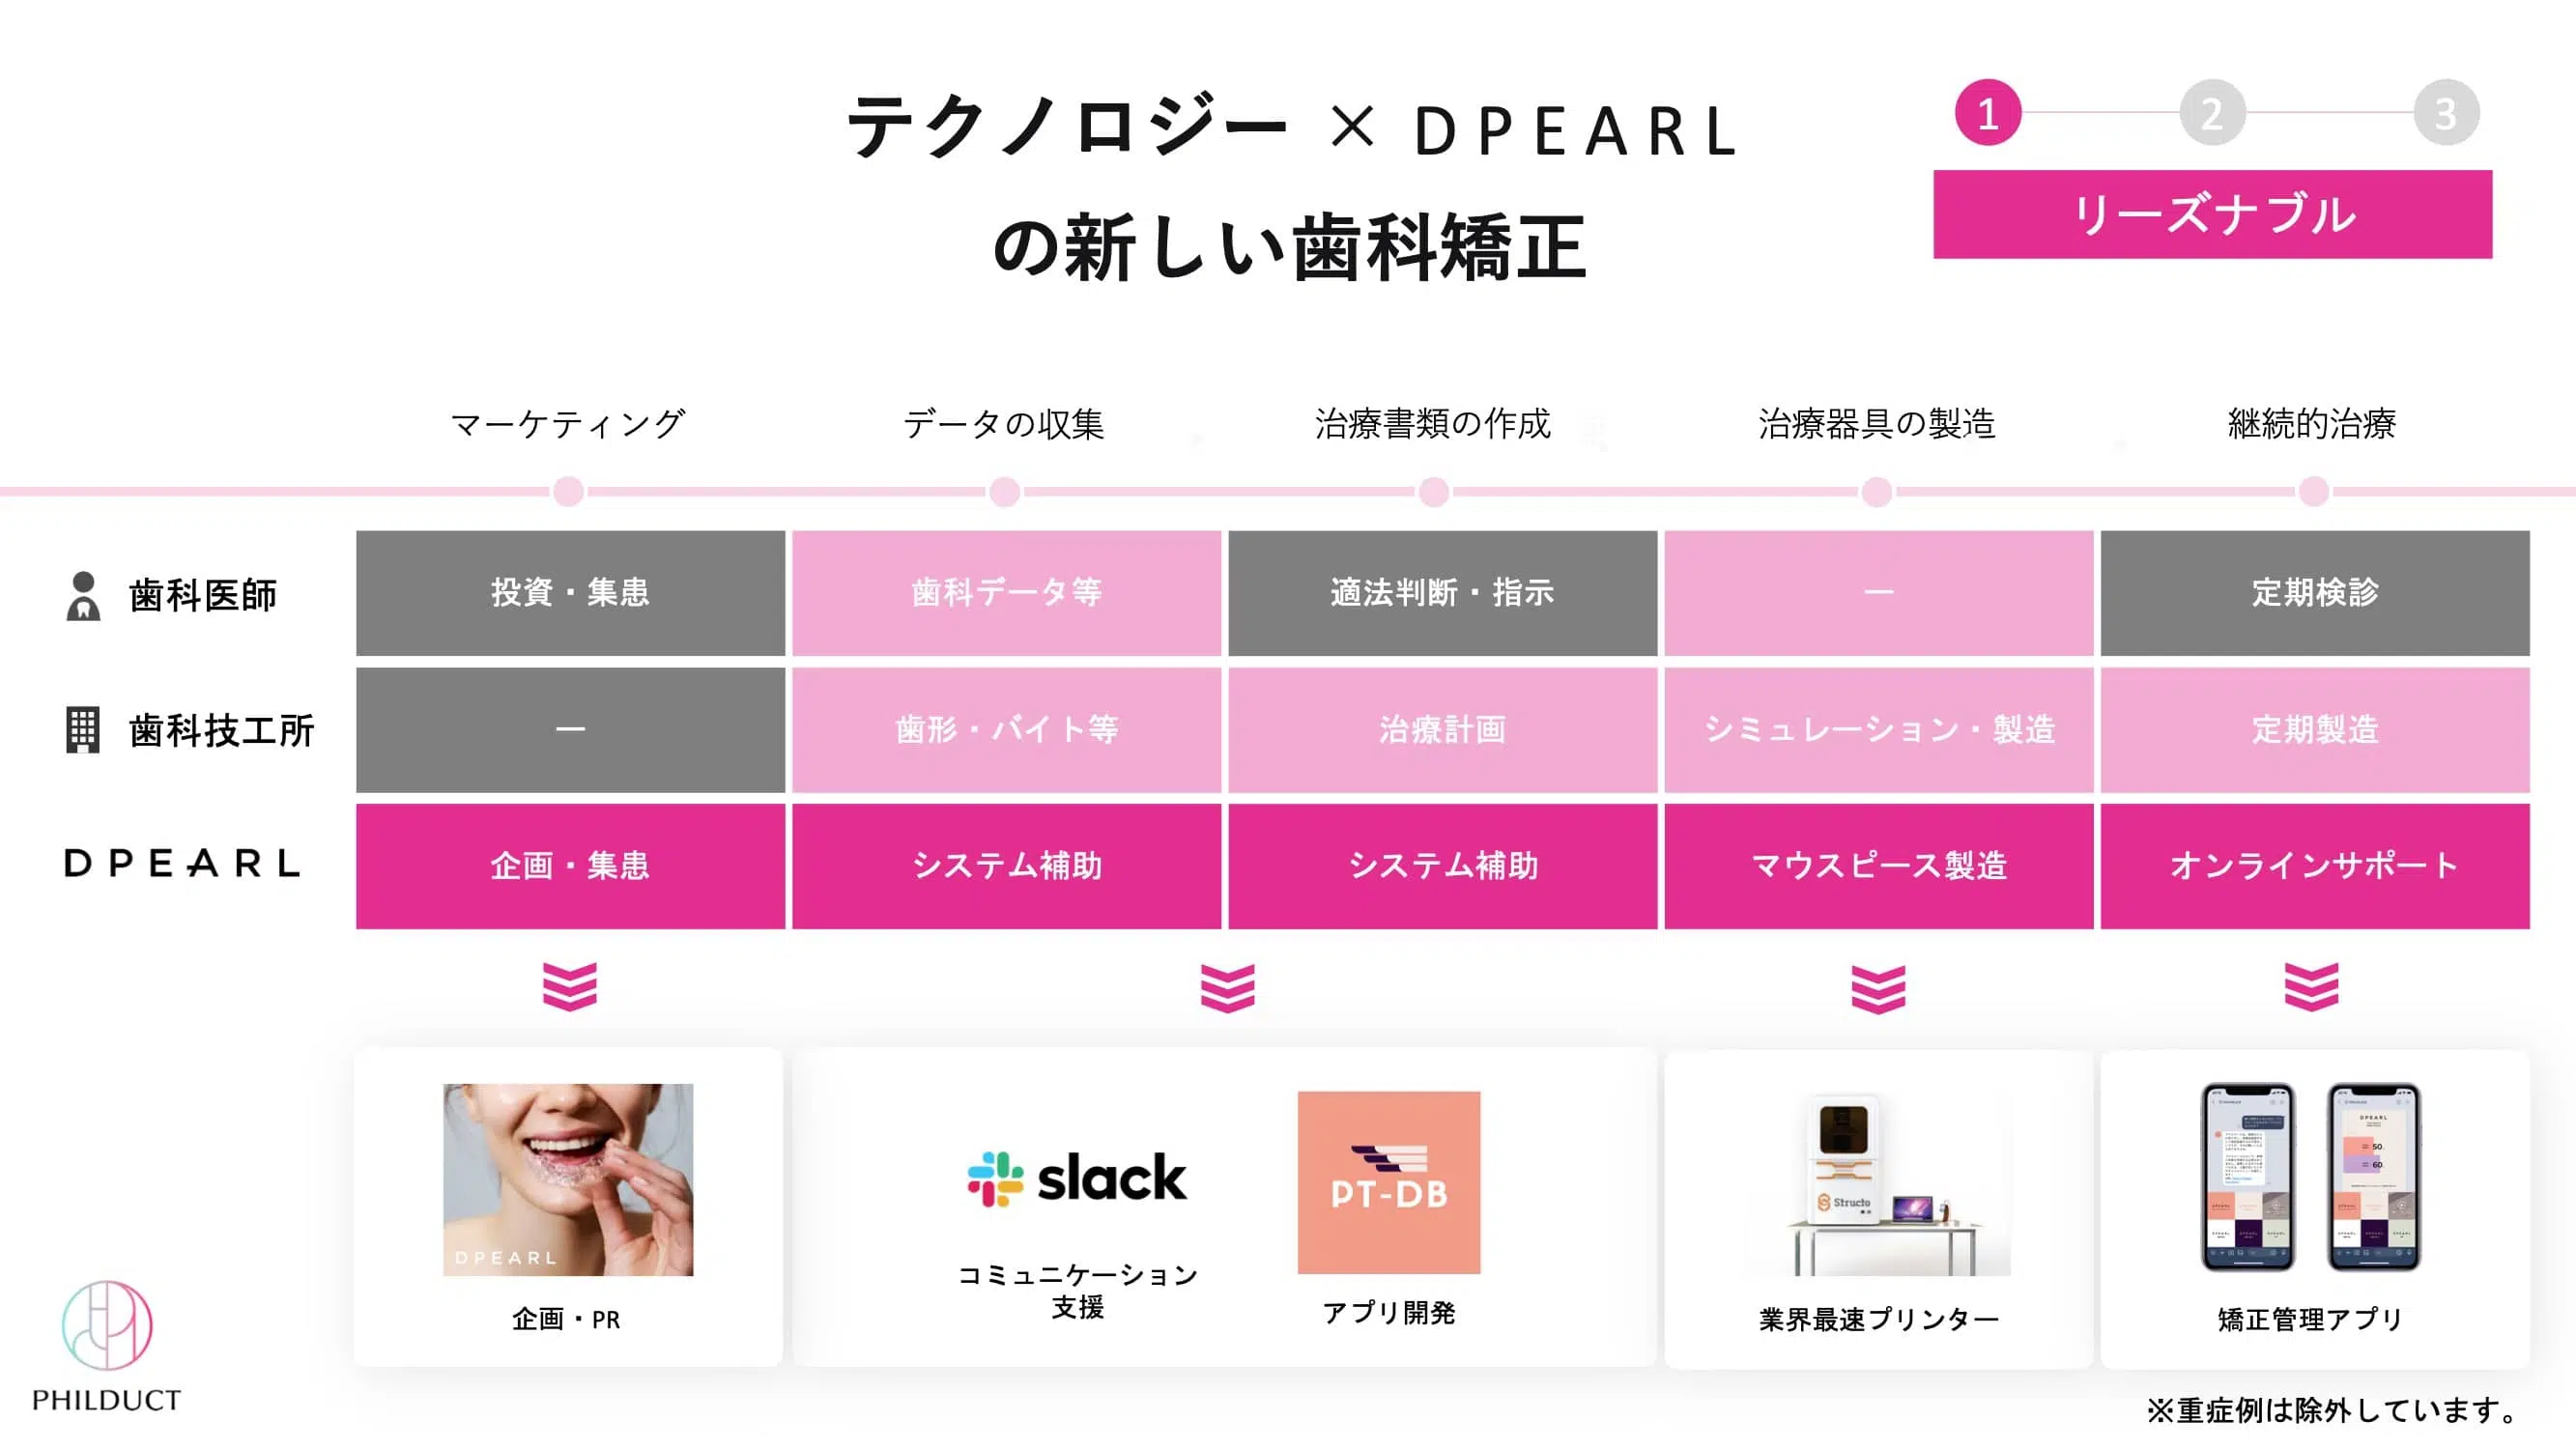 テクノロジー × DPEARL
の新しい歯科矯正
1 2 3
リーズナブル
マーケティング データの収集 治療書類の作成 治療器具の製造 継続的治療
歯科医師 投資・集患 歯科データ等 適法判断・指示 ー 定期検診
歯科技工所 ー 歯形・バイト等 治療計画 シミュレーション・製造 定期製造
DPEARL 企画・集患 システム補助 システム補助 マウスピース製造 オンラインサポート
DPEARL
企画・PR
slack
コミュニケーション
支援
PT-DB
アプリ開発
Structo
業界最速プリンター
DPEARL
50
60
矯正管理アプリ
PHILDUCT
※重症例は除外しています。